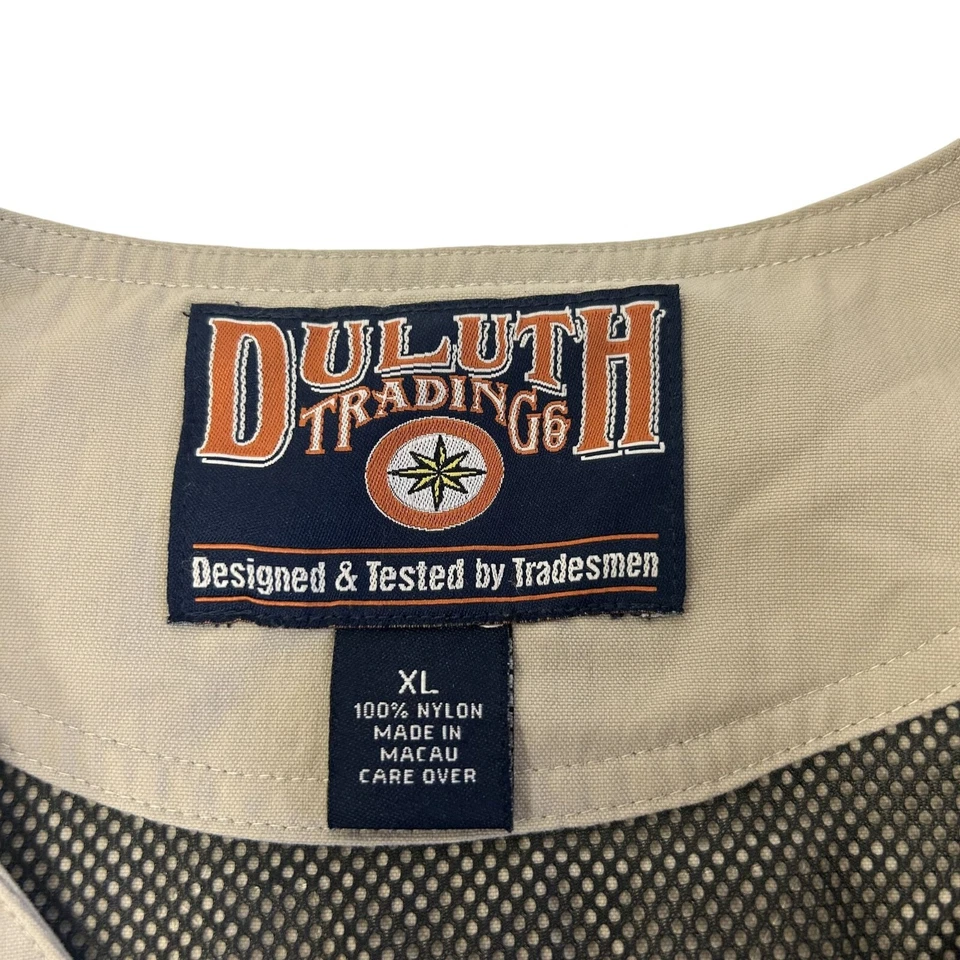 DULUTH
TRADING Co
Designed & Tested by Tradesmen
XL
100% NYLON
MADE IN
MACAU
CARE OVER